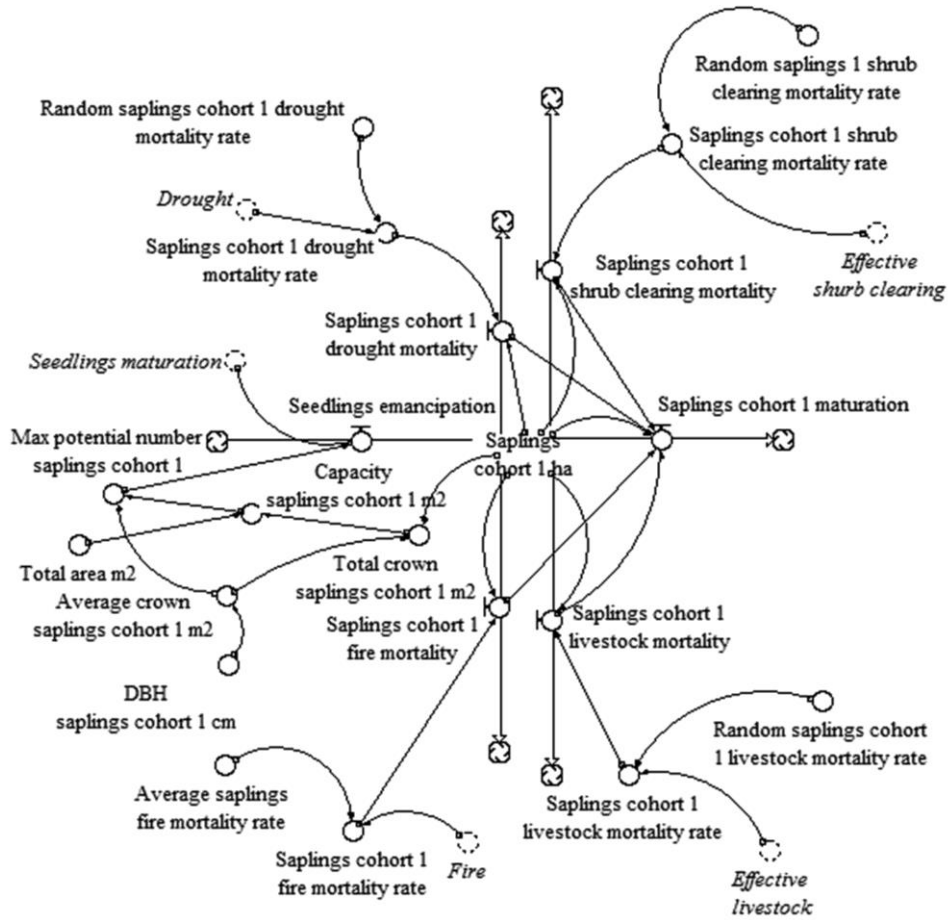 Random saplings 1 shrub
clearing mortality rate
Random saplings cohort 1 drought
mortality rate
Saplings cohort 1 shrub
clearing mortality rate
Drought
Saplings cohort 1 drought
mortality rate
Effective
shurb clearing
Saplings cohort 1
shrub clearing mortality
Saplings cohort 1
drought mortality
Seedlings maturation
Seedlings emancipation
Saplings cohort 1 maturation
Max potential number
saplings cohort 1
Saplings
cohort 1 ha
Capacity
saplings cohort 1 m2
Total area m2
Total crown
saplings cohort 1 m2
Average crown
saplings cohort 1 m2
Saplings cohort 1
fire mortality
Saplings cohort 1
livestock mortality
DBH
saplings cohort 1 cm
Random saplings cohort
1 livestock mortality rate
Average saplings
fire mortality rate
Saplings cohort 1
livestock mortality rate
Saplings cohort 1
fire mortality rate
Fire
Effective
livestock